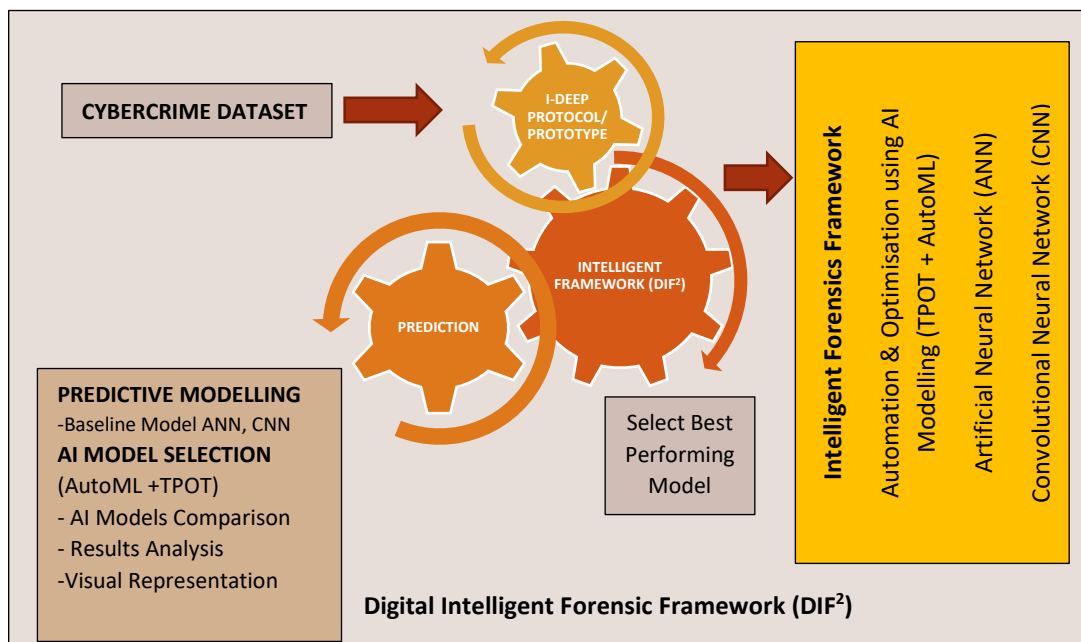 CYBERCRIME DATASET
I-DEEP
PROTOCOL/
PROTOTYPE
INTELLIGENT
FRAMEWORK (DIF²)
PREDICTION
PREDICTIVE MODELLING
-Baseline Model ANN, CNN
AI MODEL SELECTION
(AutoML +TPOT)
- AI Models Comparison
- Results Analysis
-Visual Representation
Select Best
Performing
Model
Intelligent Forensics Framework
Automation & Optimisation using AI
Modelling (TPOT + AutoML)
Artificial Neural Network (ANN)
Convolutional Neural Network (CNN)
Digital Intelligent Forensic Framework (DIF²)